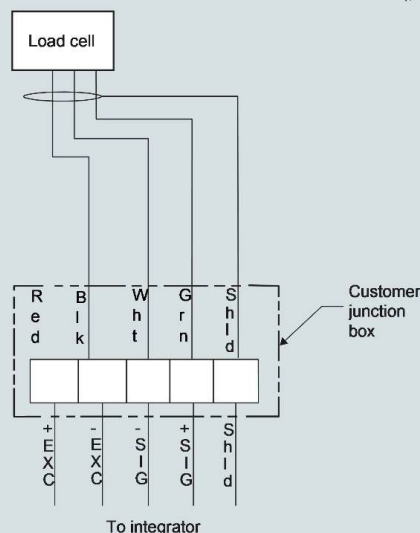 Load cell
Red
Blk
Wht
Grn
Shld
Customer
junction
box
+EXC
-EXC
-SIG
+SIG
Shld
To integrator